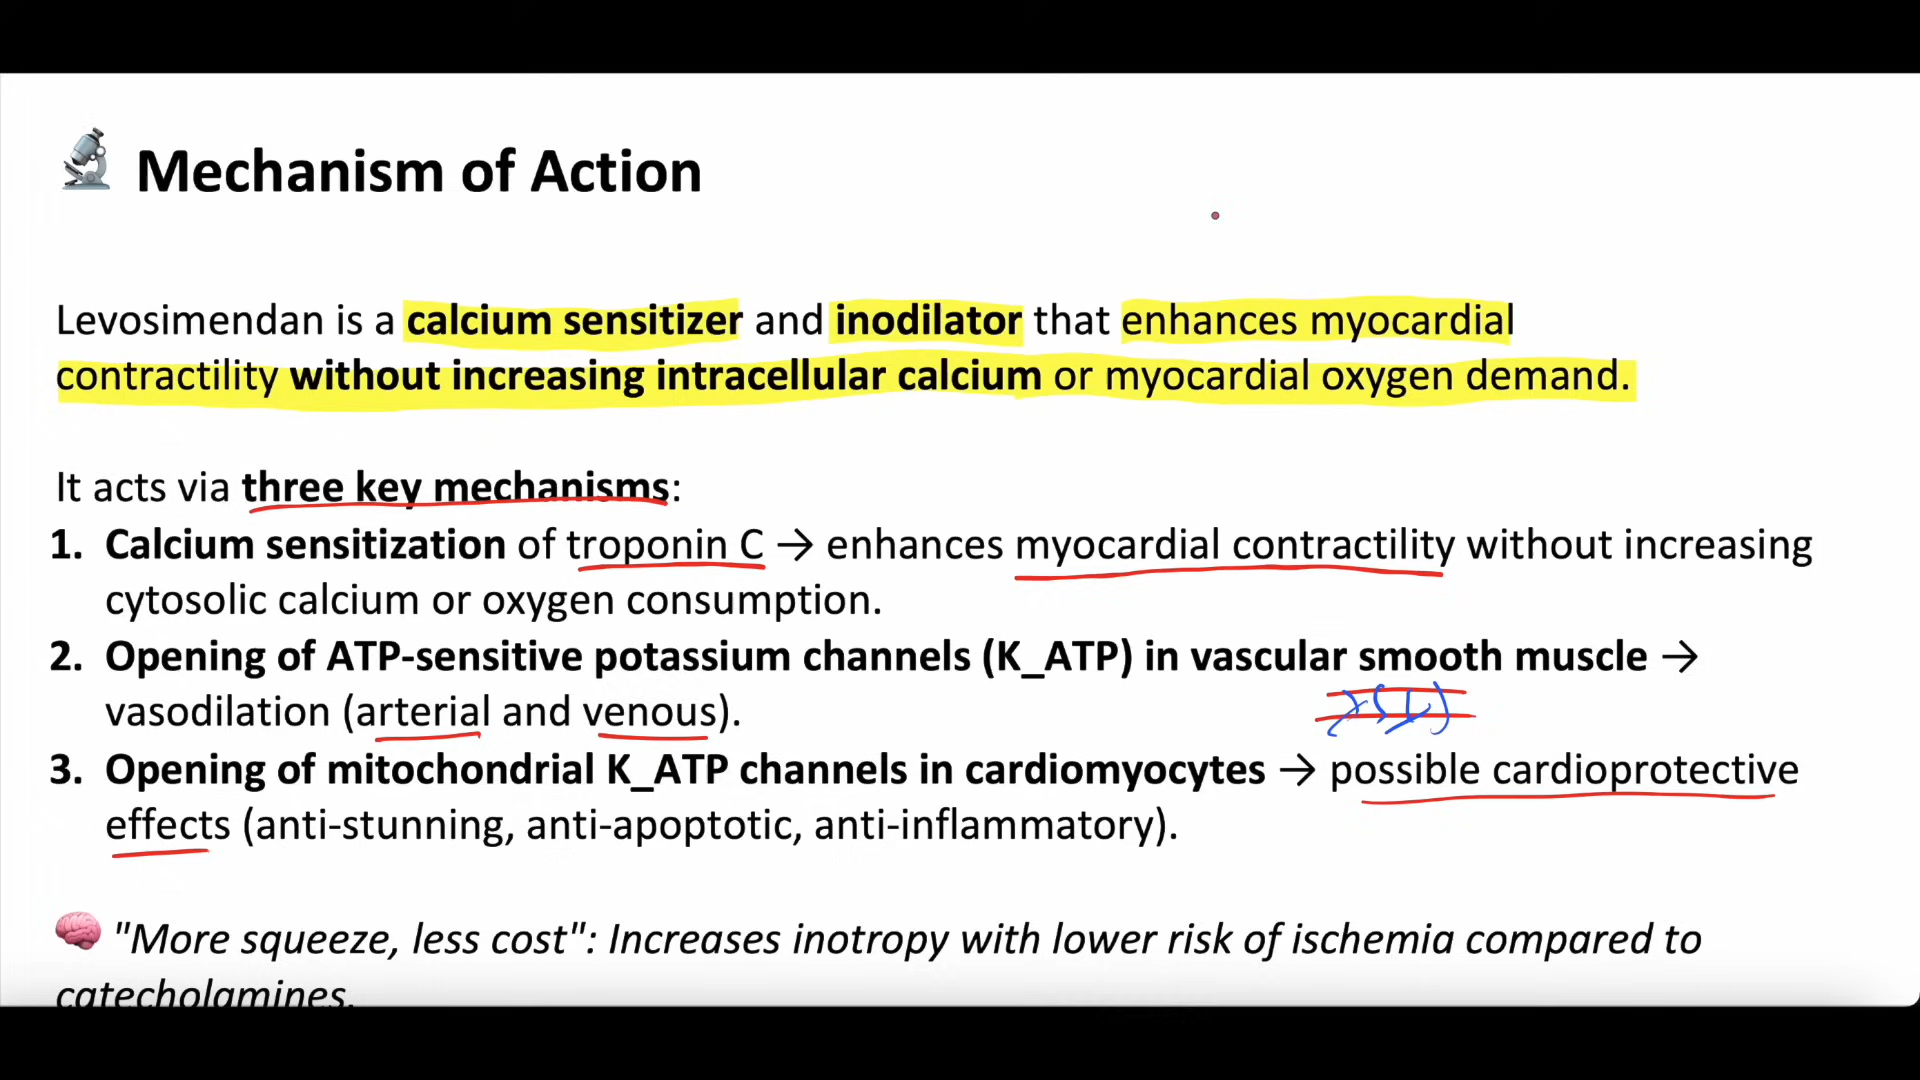 Mechanism of Action
Levosimendan is a calcium sensitizer and inodilator that enhances myocardial
contractility without increasing intracellular calcium or myocardial oxygen demand.
It acts via three key mechanisms:
1. Calcium sensitization of troponin C → enhances myocardial contractility without increasing
cytosolic calcium or oxygen consumption.
2. Opening of ATP-sensitive potassium channels (K_ATP) in vascular smooth muscle →
vasodilation (arterial and venous).
3. Opening of mitochondrial K_ATP channels in cardiomyocytes → possible cardioprotective
effects (anti-stunning, anti-apoptotic, anti-inflammatory).
"More squeeze, less cost": Increases inotropy with lower risk of ischemia compared to
catecholamines.